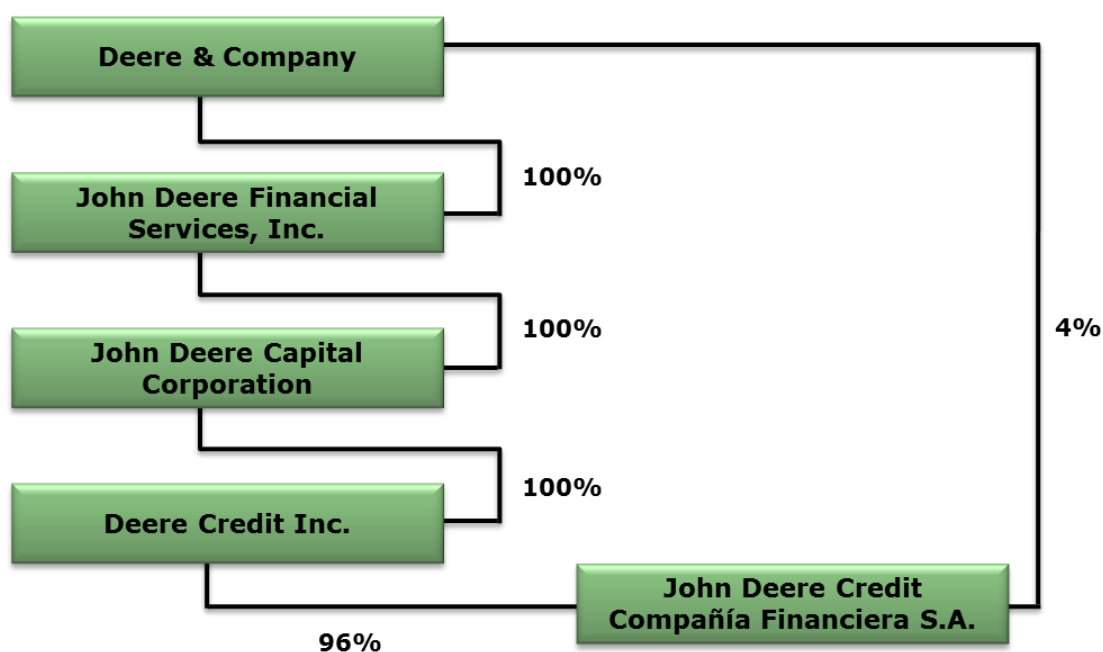 Deere & Company
100%
John Deere Financial
Services, Inc.
100%
4%
John Deere Capital
Corporation
100%
Deere Credit Inc.
John Deere Credit
Compañía Financiera S.A.
96%